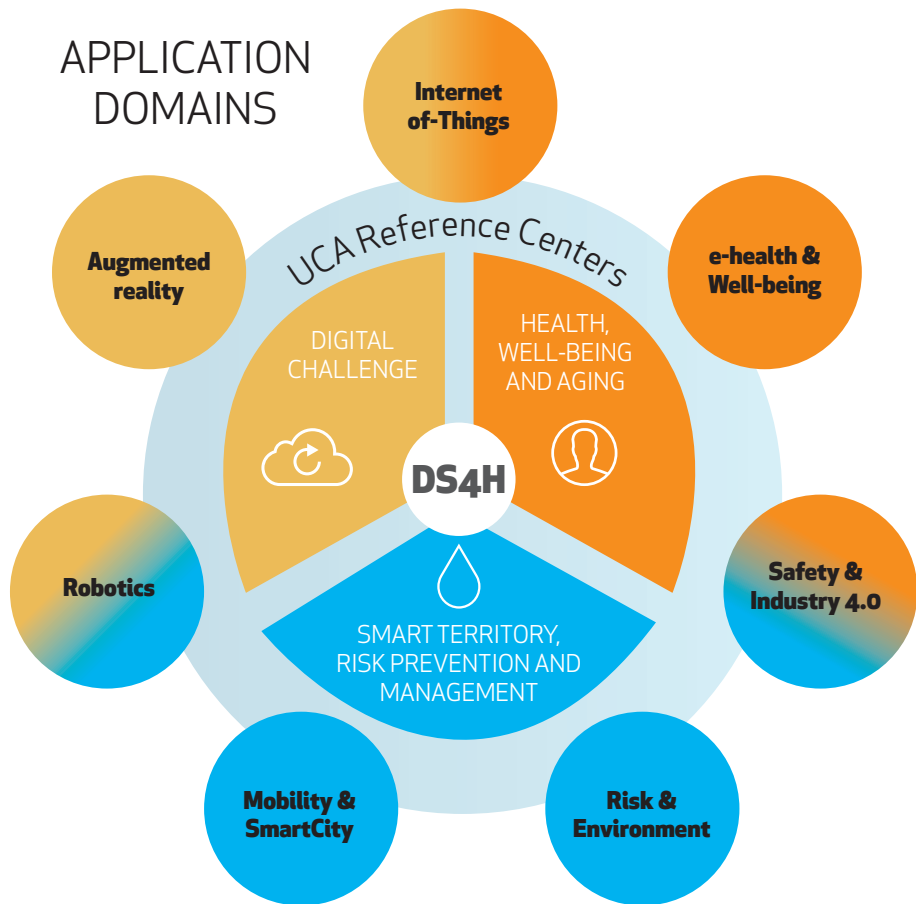 APPLICATION
DOMAINS
Internet
of-Things
Augmented
reality
UCA Reference Centers
e-health &
Well-being
DIGITAL
CHALLENGE
HEALTH,
WELL-BEING
AND AGING
DS4H
Robotics
Safety &
Industry 4.0
SMART TERRITORY,
RISK PREVENTION AND
MANAGEMENT
Mobility &
SmartCity
Risk &
Environment